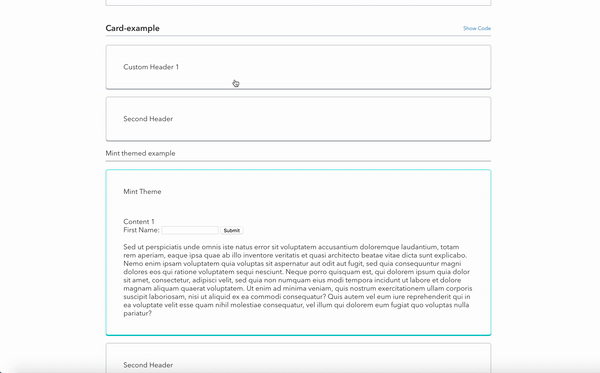 Card-example
Show Code
Custom Header 1
Second Header
Mint themed example
Mint Theme
Content 1
First Name:
Submit
Sed ut perspiciatis unde omnis iste natus error sit voluptatem accusantium doloremque laudantium, totam
rem aperiam, eaque ipsa quae ab illo inventore veritatis et quasi architecto beatae vitae dicta sunt explicabo.
Nemo enim ipsam voluptatem quia voluptas sit aspernatur aut odit aut fugit, sed quia consequuntur magni
dolores eos qui ratione voluptatem sequi nesciunt. Neque porro quisquam est, qui dolorem ipsum quia dolor
sit amet, consectetur, adipisci velit, sed quia non numquam eius modi tempora incidunt ut labore et dolore
magnam aliquam quaerat voluptatem. Ut enim ad minima veniam, quis nostrum exercitationem ullam corporis
suscipit laboriosam, nisi ut aliquid ex ea commodi consequatur? Quis autem vel eum iure reprehenderit qui in
ea voluptate velit esse quam nihil molestiae consequatur, vel illum qui dolorem eum fugiat quo voluptas nulla
pariatur?
Second Header